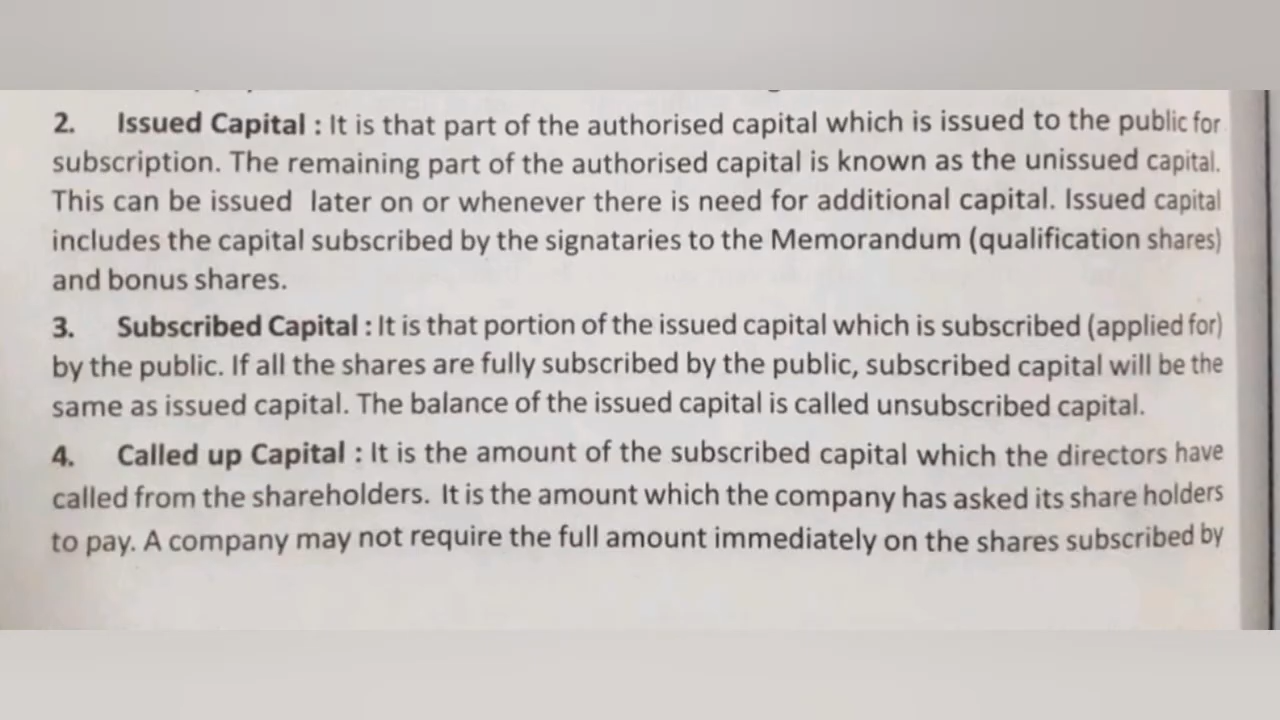 2. Issued Capital : It is that part of the authorised capital which is issued to the public for
subscription. The remaining part of the authorised capital is known as the unissued capital.
This can be issued later on or whenever there is need for additional capital. Issued capital
includes the capital subscribed by the signataries to the Memorandum (qualification shares)
and bonus shares.
3. Subscribed Capital : It is that portion of the issued capital which is subscribed (applied for)
by the public. If all the shares are fully subscribed by the public, subscribed capital will be the
same as issued capital. The balance of the issued capital is called unsubscribed capital.
4. Called up Capital : It is the amount of the subscribed capital which the directors have
called from the shareholders. It is the amount which the company has asked its share holders
to pay. A company may not require the full amount immediately on the shares subscribed by